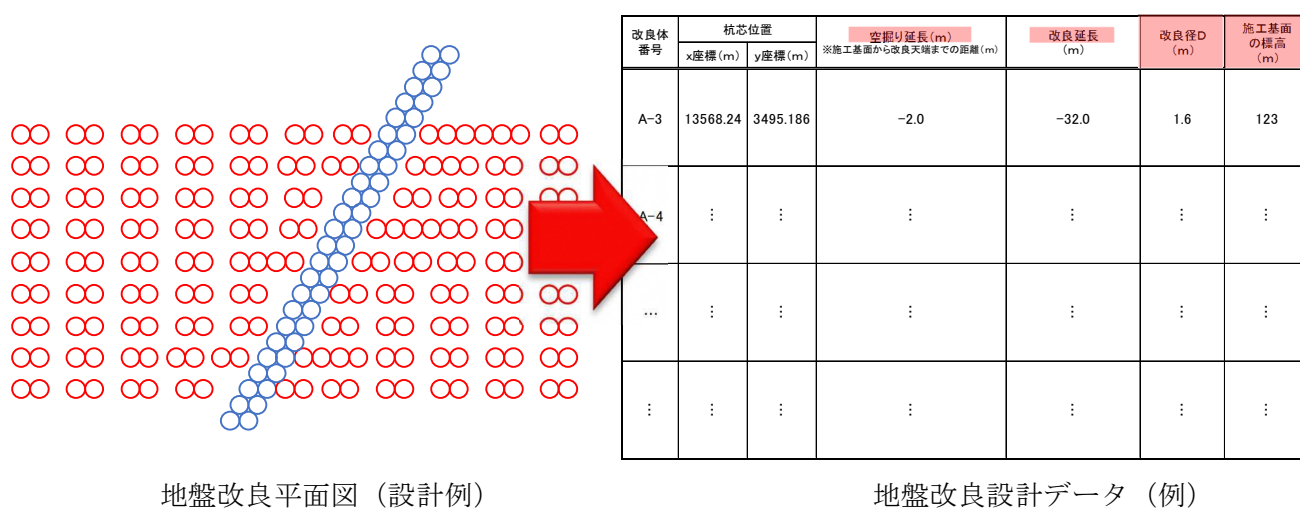 改良体
番号
杭芯位置
x座標(m)
y座標(m)
空掘り延長(m)
※施工基面から改良天端までの距離(m)
改良延長
(m)
改良径D
(m)
施工基面
の標高
(m)
A-3
13568.24
3495.186
-2.0
-32.0
1.6
123
A-4
⋮
⋮
⋮
⋮
⋮
⋮
…
⋮
⋮
⋮
⋮
⋮
⋮
⋮
⋮
⋮
⋮
⋮
⋮
⋮
地盤改良平面図（設計例）
地盤改良設計データ（例）